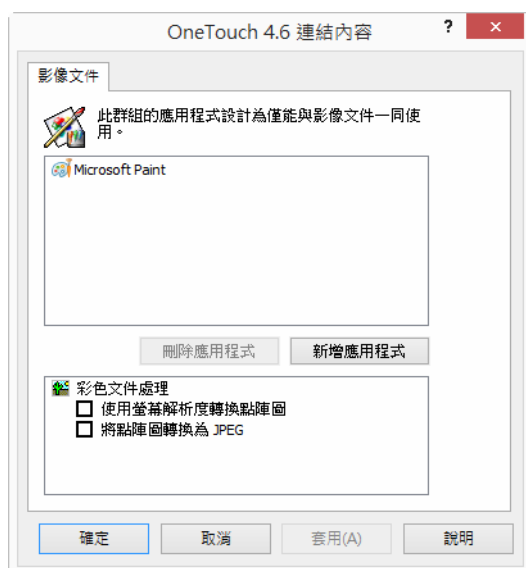 OneTouch 4.6 連結內容
?
×
影像文件
此群組的應用程式設計為僅能與影像文件一同使
用。
Microsoft Paint
刪除應用程式
新增應用程式
彩色文件處理
使用螢幕解析度轉換點陣圖
將點陣圖轉換為 JPEG
確定
取消
套用(A)
說明